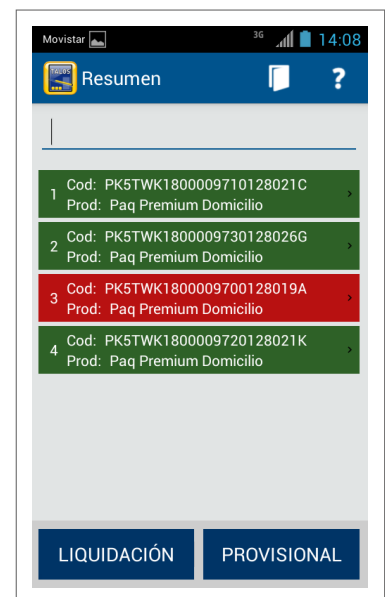 Movistar
3G
14:08
TALOS
Resumen
?
1
Cod: PK5TWK1800009710128021C
Prod: Paq Premium Domicilio
2
Cod: PK5TWK1800009730128026G
Prod: Paq Premium Domicilio
3
Cod: PK5TWK1800009700128019A
Prod: Paq Premium Domicilio
4
Cod: PK5TWK1800009720128021K
Prod: Paq Premium Domicilio
LIQUIDACIÓN
PROVISIONAL